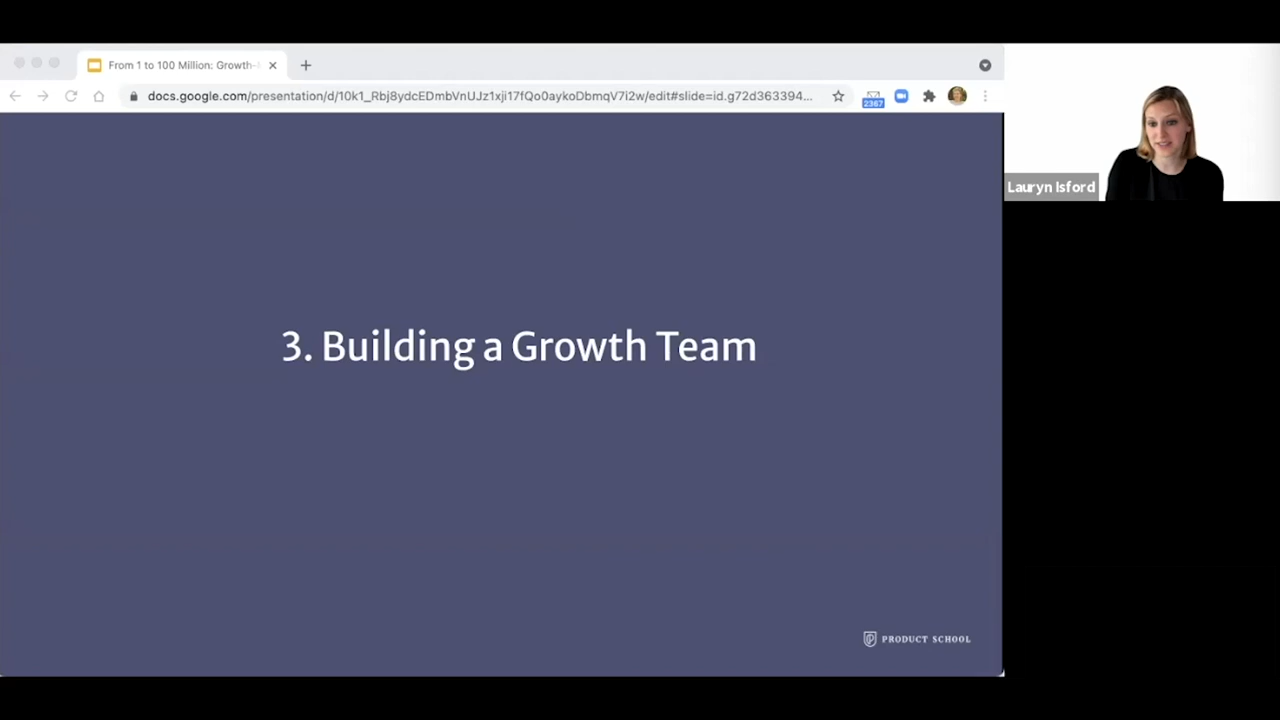 From 1 to 100 Million: Growth-
docs.google.com/presentation/d/10k1_Rbj8ydcEDmbVnUJz1xji17fQo0aykoDbmqV7i2w/edit#slide=id.g72d363394...
2367
Lauryn Isford
3. Building a Growth Team
PRODUCT SCHOOL